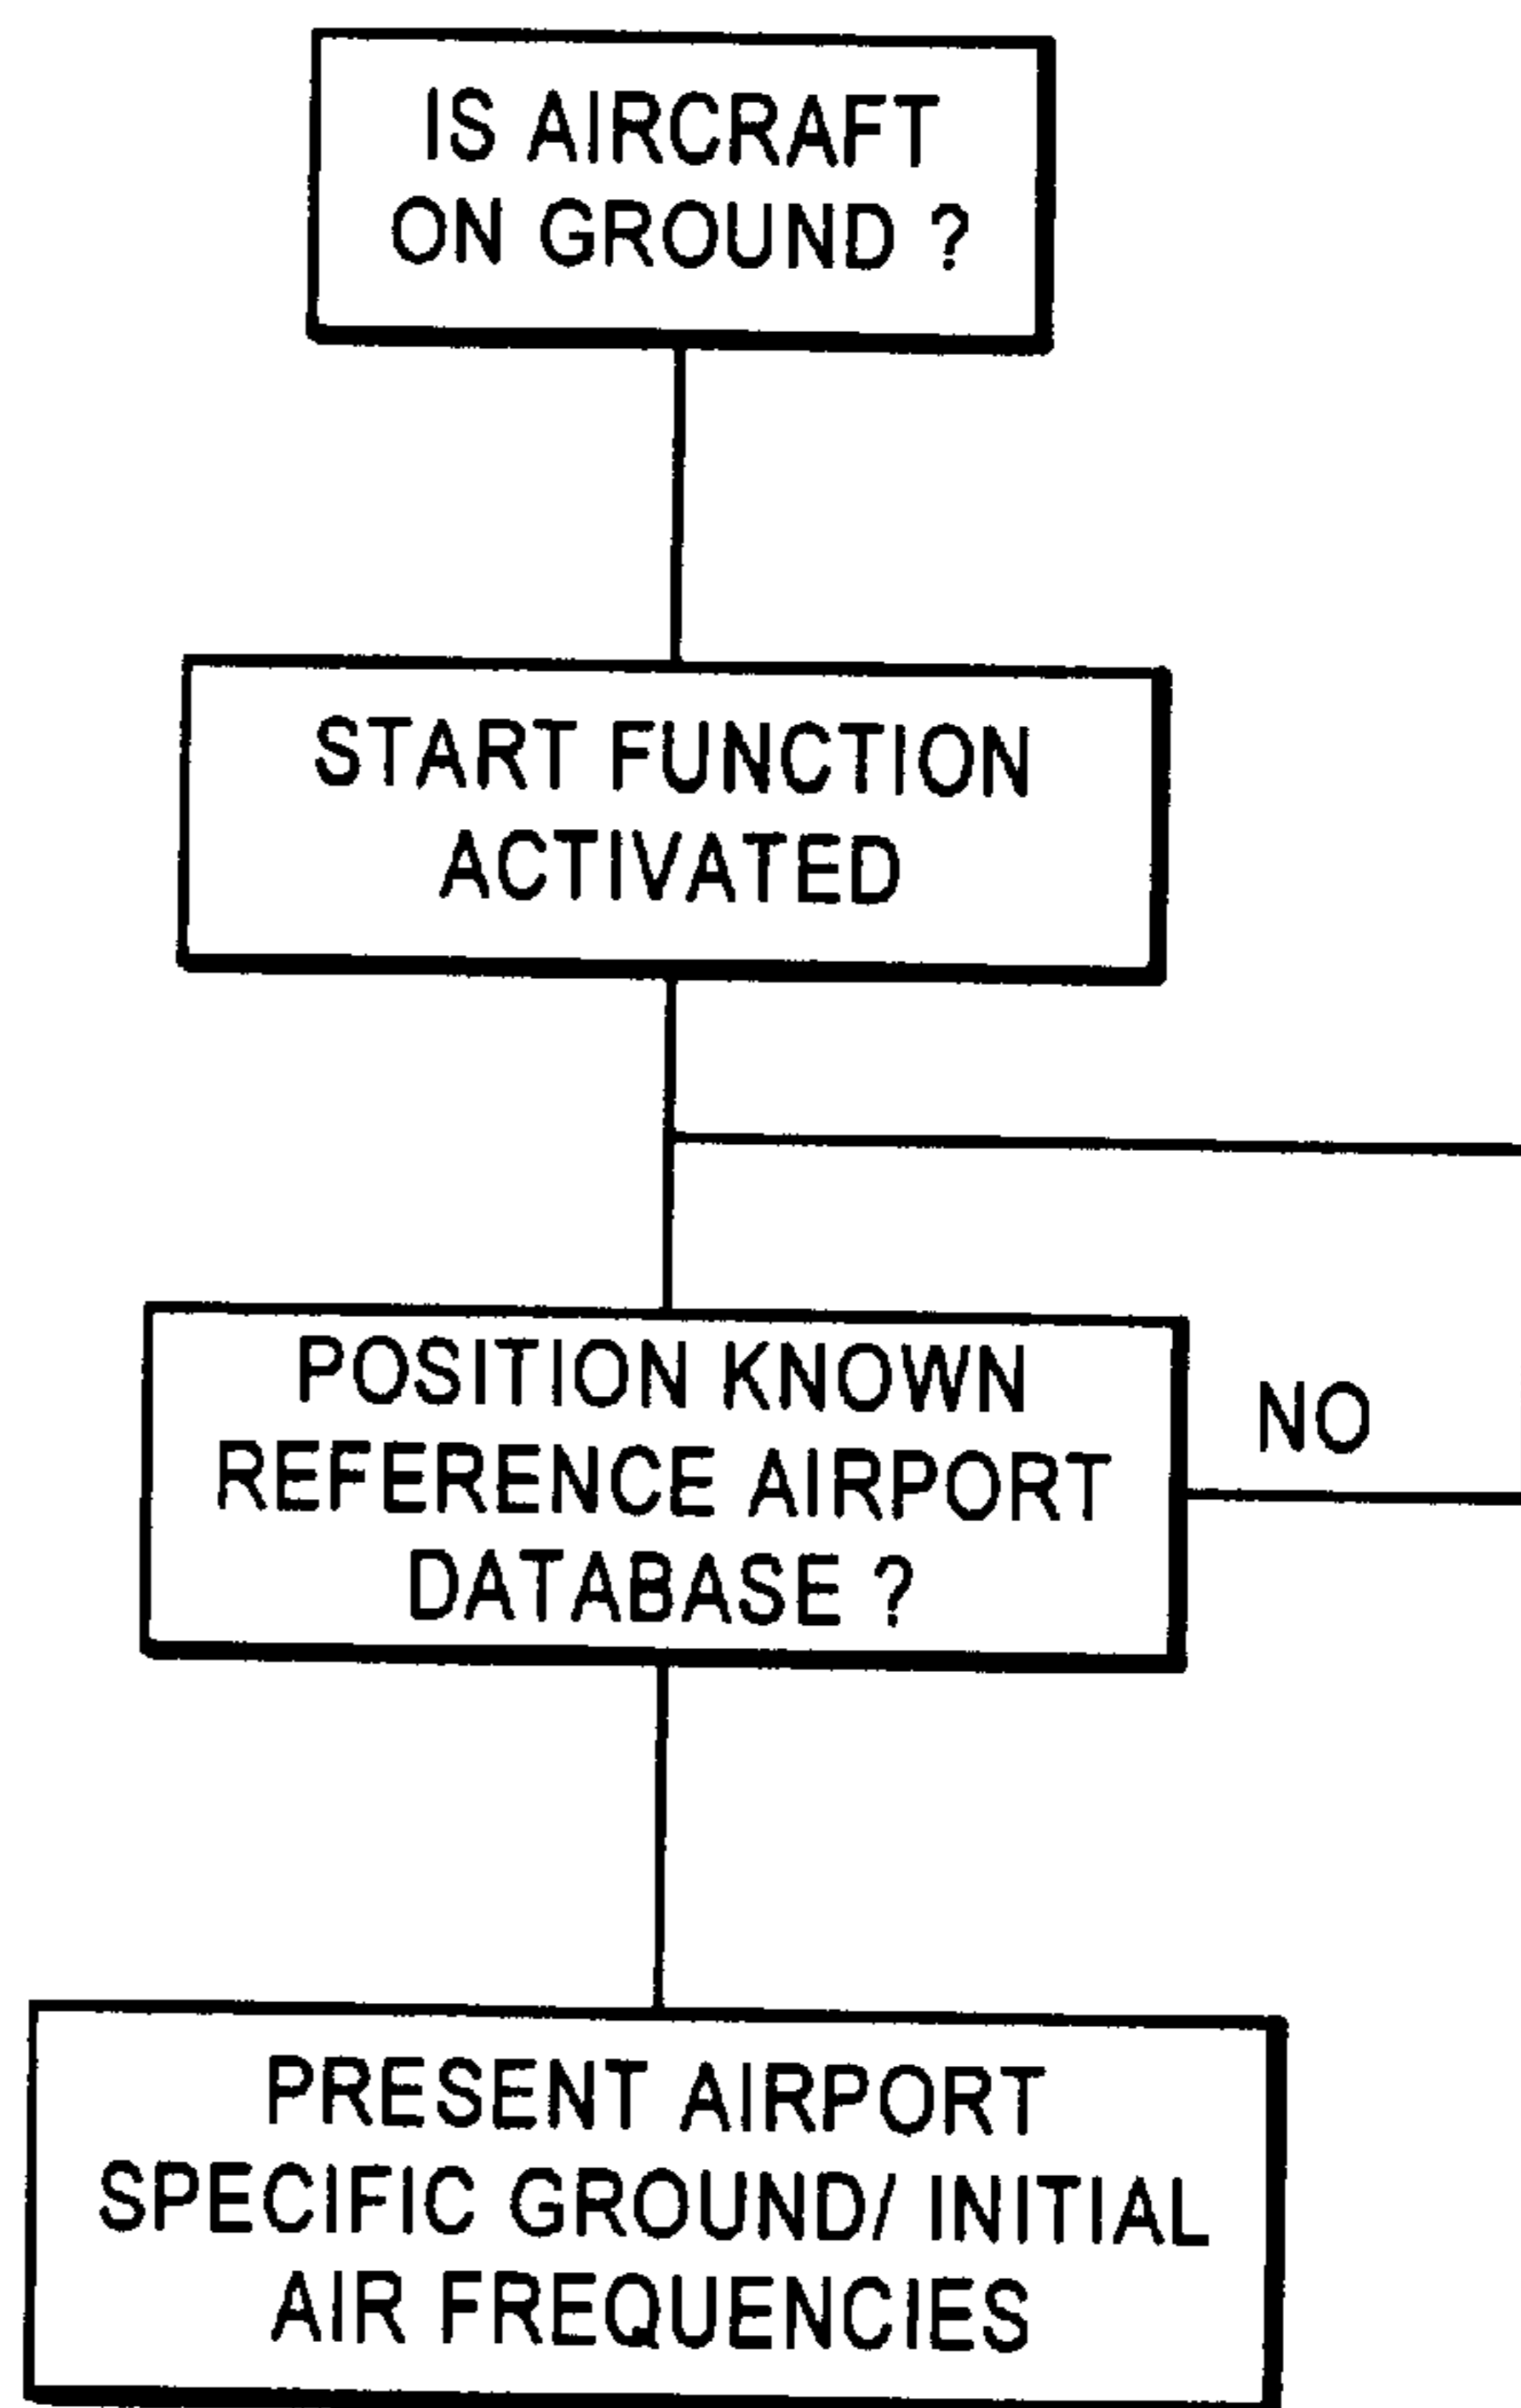 IS AIRCRAFT
ON GROUND ?
START FUNCTION
ACTIVATED
POSITION KNOWN
REFERENCE AIRPORT
DATABASE ?
NO
PRESENT AIRPORT
SPECIFIC GROUND/ INITIAL
AIR FREQUENCIES